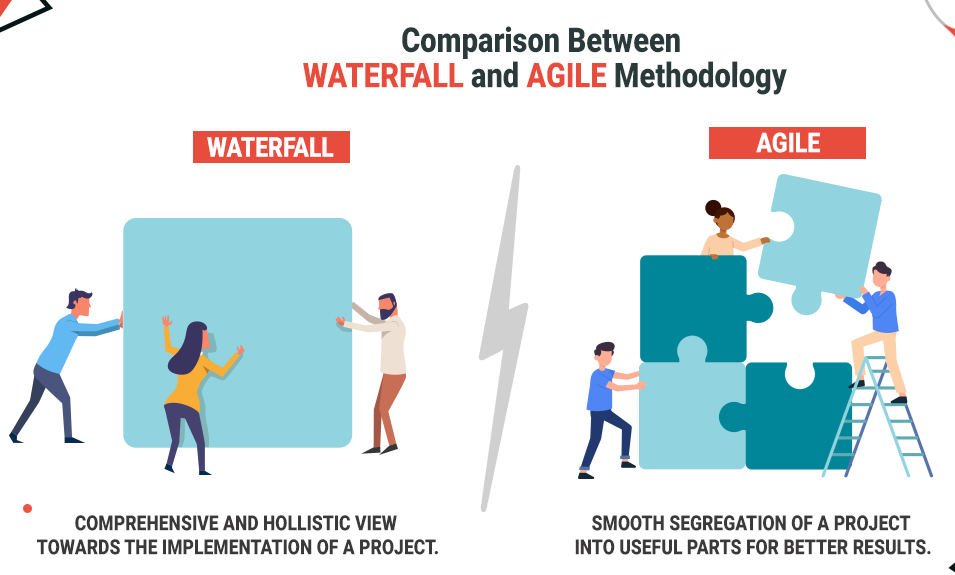 Comparison Between
WATERFALL and AGILE Methodology
WATERFALL
AGILE
COMPREHENSIVE AND HOLLISTIC VIEW
TOWARDS THE IMPLEMENTATION OF A PROJECT.
SMOOTH SEGREGATION OF A PROJECT
INTO USEFUL PARTS FOR BETTER RESULTS.